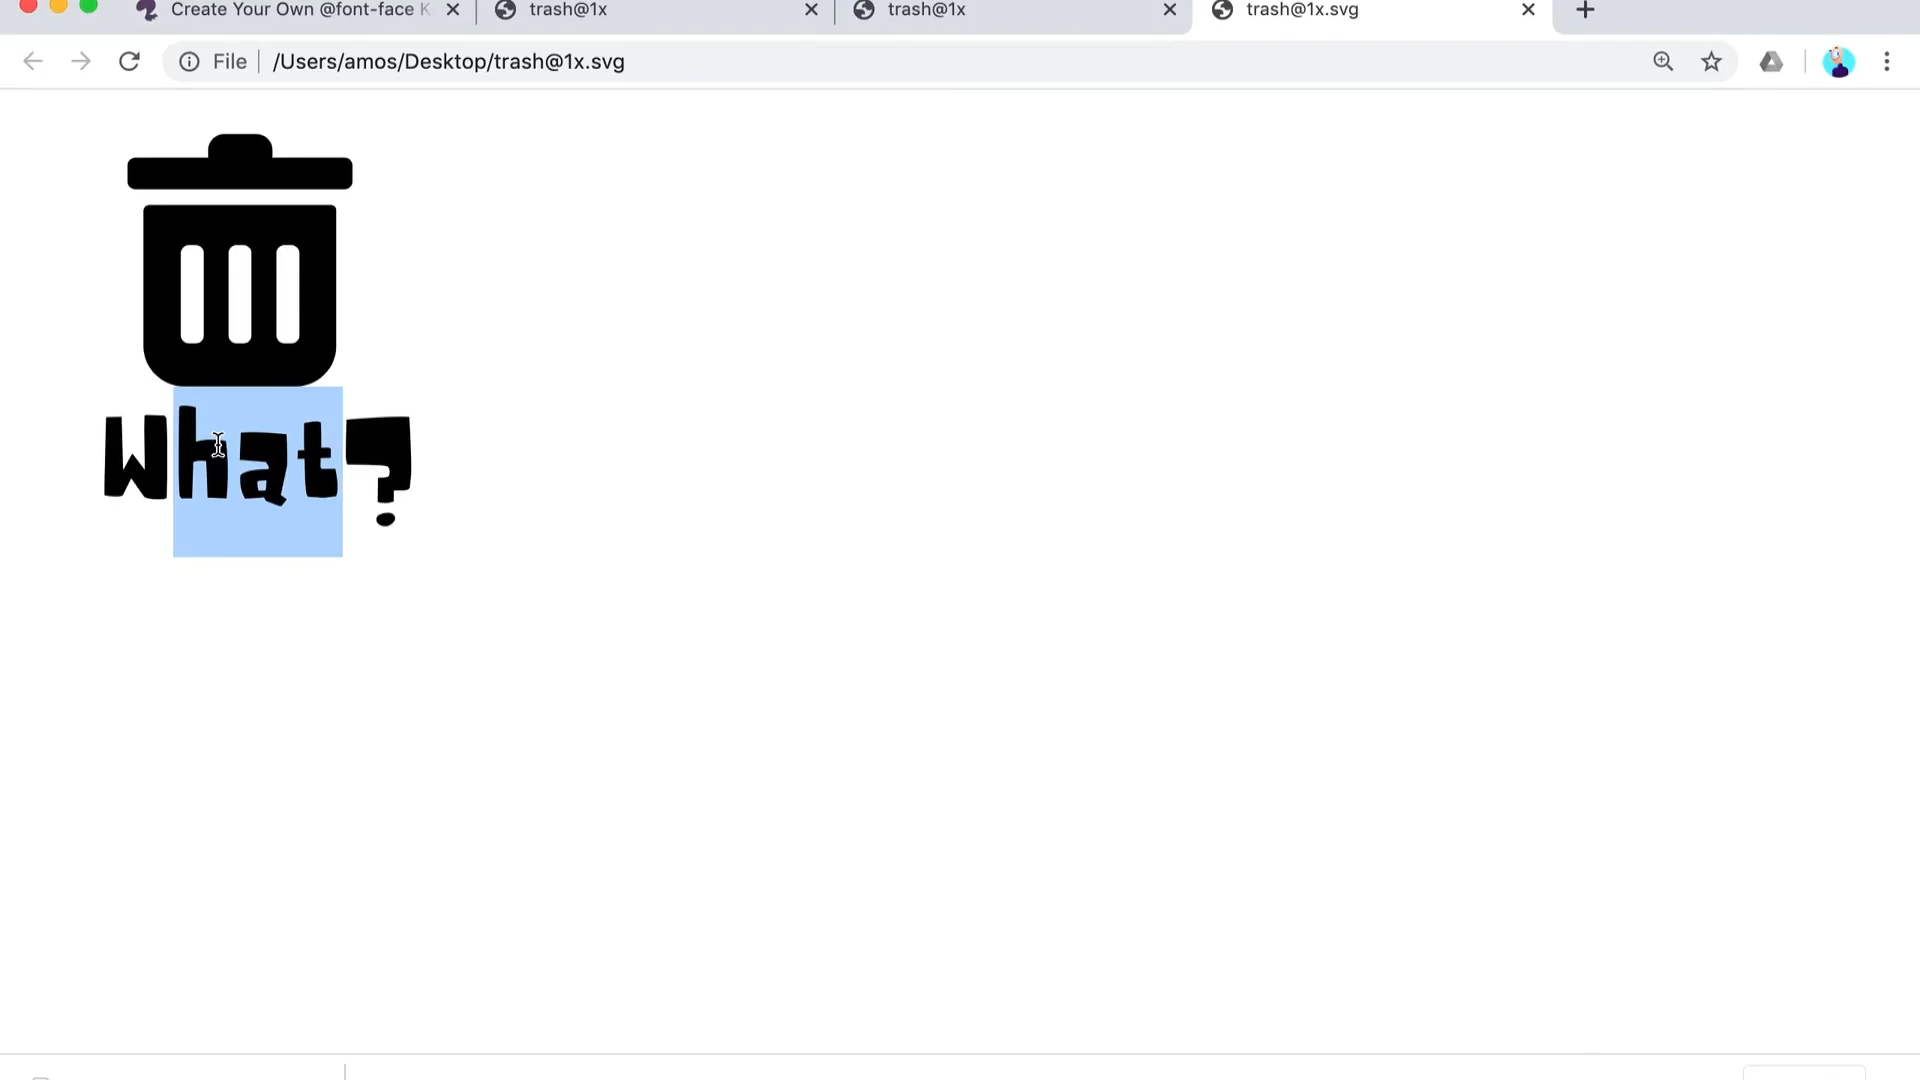 Create Your Own @font-face K
trash@1x
trash@1x
trash@1x.svg
File
/Users/amos/Desktop/trash@1x.svg
What?